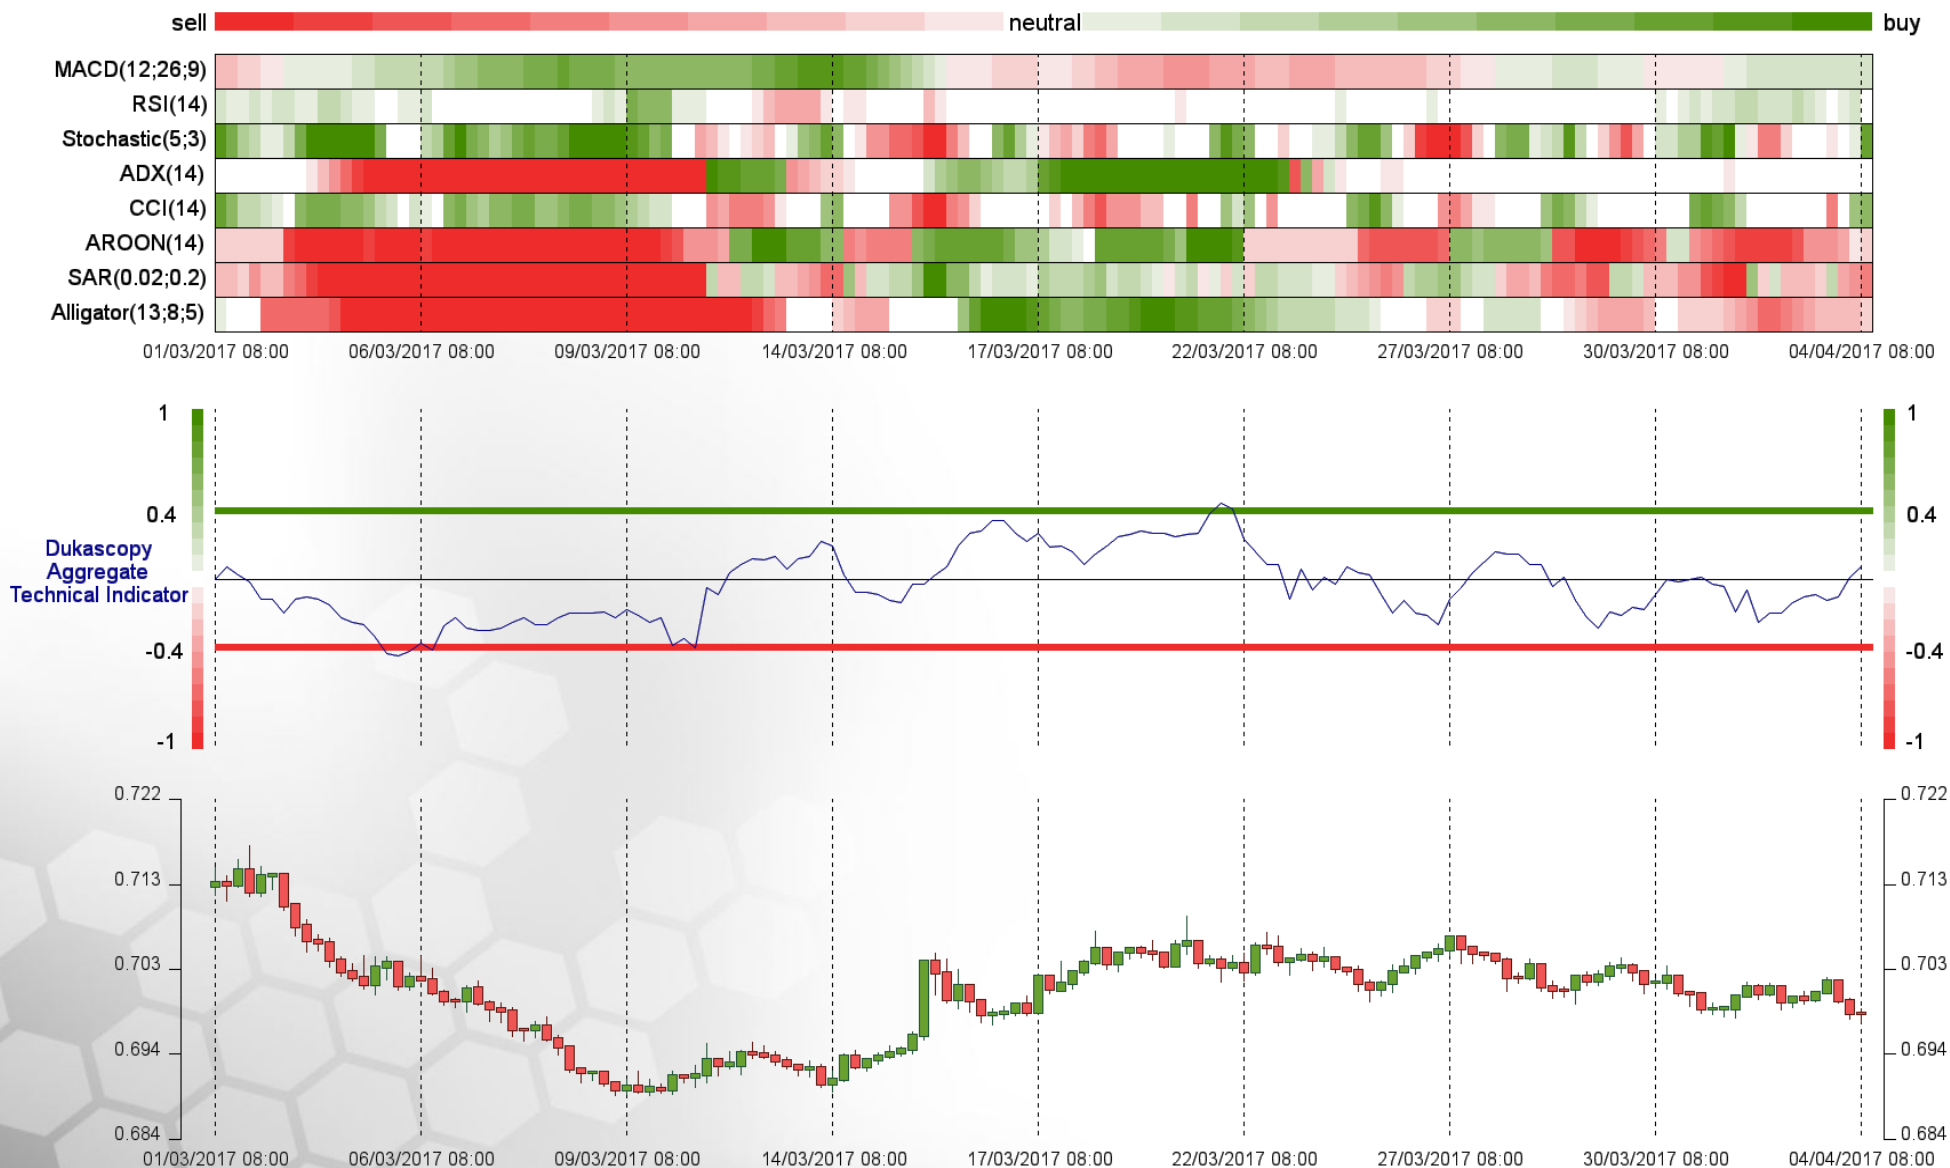 sell neutral buy
MACD(12;26;9)
RSI(14)
Stochastic(5;3)
ADX(14)
CCI(14)
AROON(14)
SAR(0.02;0.2)
Alligator(13;8;5)
01/03/2017 08:00 06/03/2017 08:00 09/03/2017 08:00 14/03/2017 08:00 17/03/2017 08:00 22/03/2017 08:00 27/03/2017 08:00 30/03/2017 08:00 04/04/2017 08:00
1 1
0.4 0.4
Dukascopy
Aggregate
Technical Indicator
-0.4 -0.4
-1 -1
0.722 0.722
0.713 0.713
0.703 0.703
0.694 0.694
0.684 0.684
01/03/2017 08:00 06/03/2017 08:00 09/03/2017 08:00 14/03/2017 08:00 17/03/2017 08:00 22/03/2017 08:00 27/03/2017 08:00 30/03/2017 08:00 04/04/2017 08:00